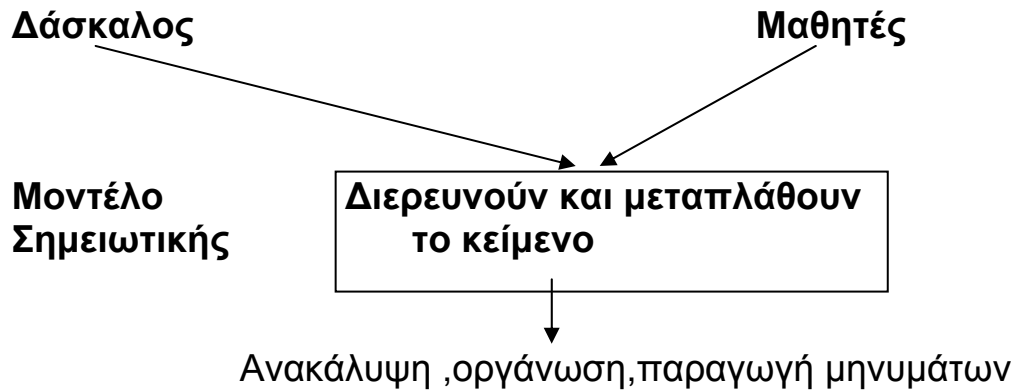 Δάσκαλος Μαθητές
Μοντέλο Διερευνούν και μεταπλάθουν
Σημειωτικής το κείμενο
Ανακάλυψη ,οργάνωση,παραγωγή μηνυμάτων